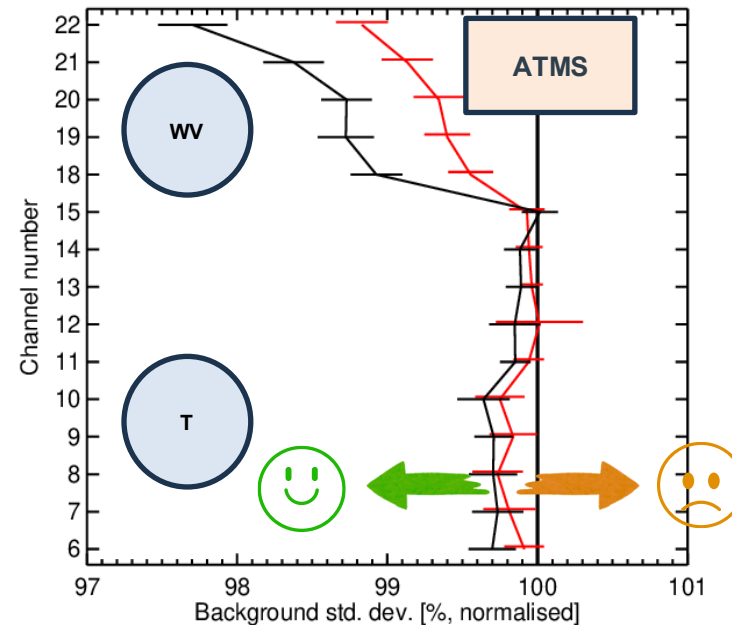 ATMS
WV
T
Channel number
22
21
20
19
18
15
14
13
12
11
10
9
8
7
6
97 98 99 100 101
Background std. dev. [%, normalised]